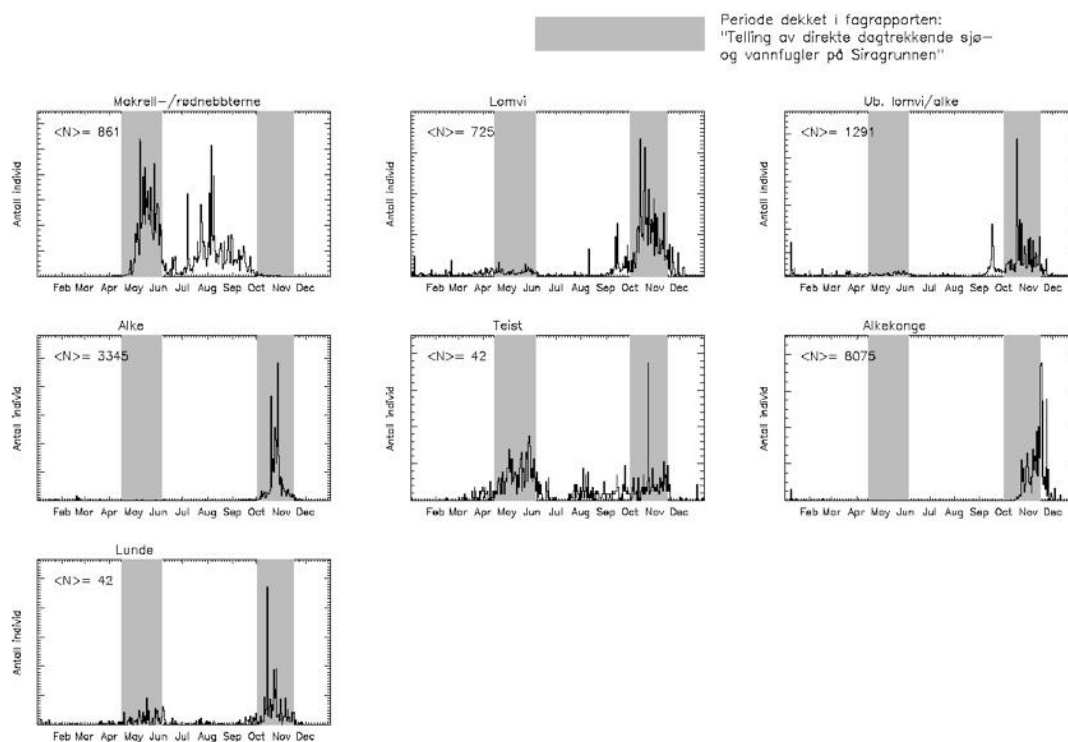 Periode dekket i fagrapporten:
"Telling av direkte dagtrekkende sjø-
og vannfugler på Siragrunnen"
Makrell-/rødnebbterne
<N>= 861
Antall individ
Feb Mar Apr May Jun Jul Aug Sep Oct Nov Dec
Lomvi
<N>= 725
Antall individ
Feb Mar Apr May Jun Jul Aug Sep Oct Nov Dec
Ub. lomvi/alke
<N>= 1291
Antall individ
Feb Mar Apr May Jun Jul Aug Sep Oct Nov Dec
Alke
<N>= 3345
Antall individ
Feb Mar Apr May Jun Jul Aug Sep Oct Nov Dec
Teist
<N>= 42
Antall individ
Feb Mar Apr May Jun Jul Aug Sep Oct Nov Dec
Alkekonge
<N>= 8075
Antall individ
Feb Mar Apr May Jun Jul Aug Sep Oct Nov Dec
Lunde
<N>= 42
Antall individ
Feb Mar Apr May Jun Jul Aug Sep Oct Nov Dec